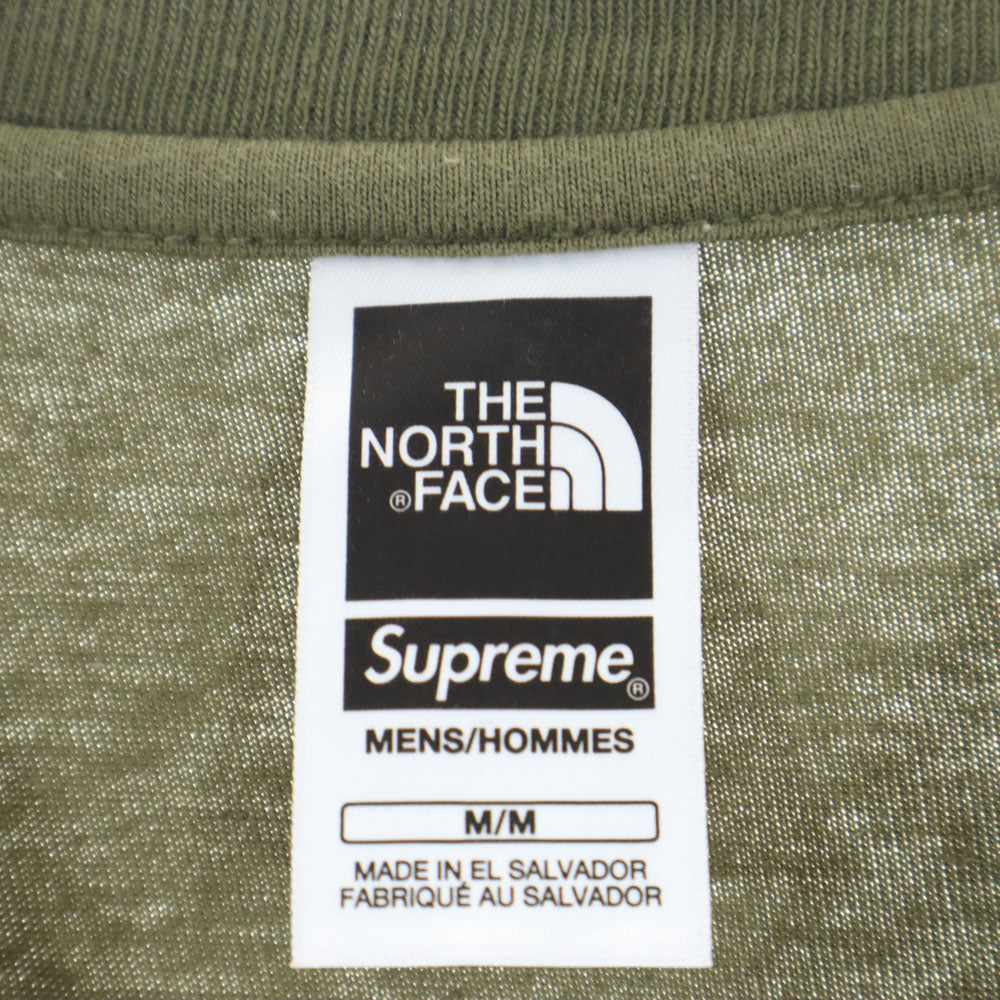 THE
NORTH
®FACE
Supreme®
MENS/HOMMES
M/M
MADE IN EL SALVADOR
FABRIQUÉ AU SALVADOR